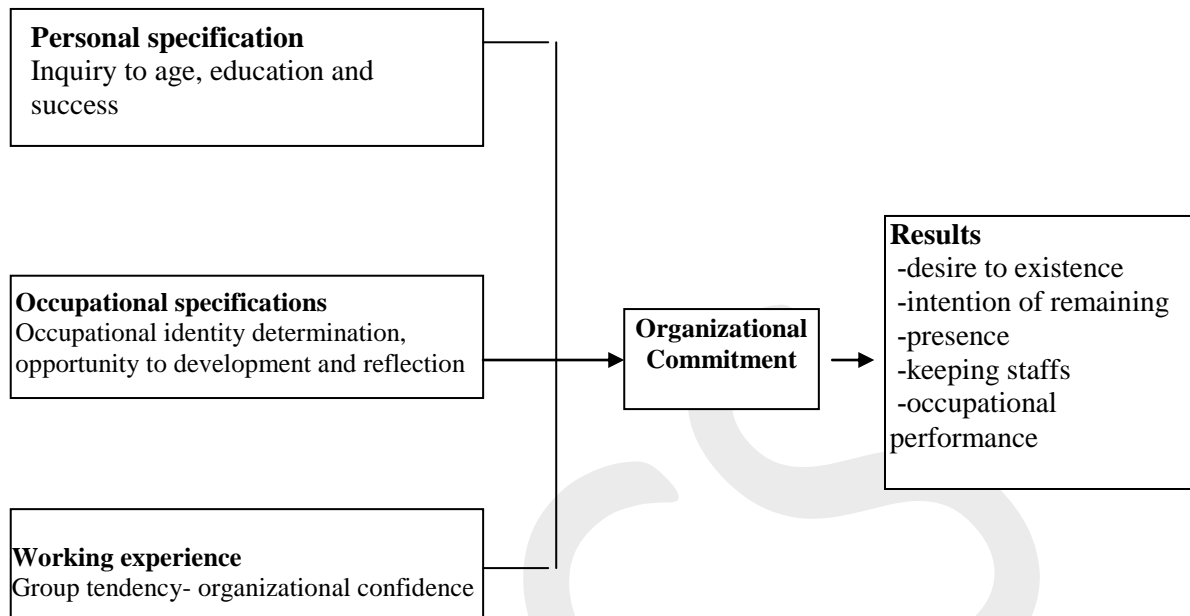 Personal specification
Inquiry to age, education and
success
Occupational specifications
Occupational identity determination,
opportunity to development and reflection
Working experience
Group tendency- organizational confidence
Organizational
Commitment
Results
-desire to existence
-intention of remaining
-presence
-keeping staffs
-occupational
performance